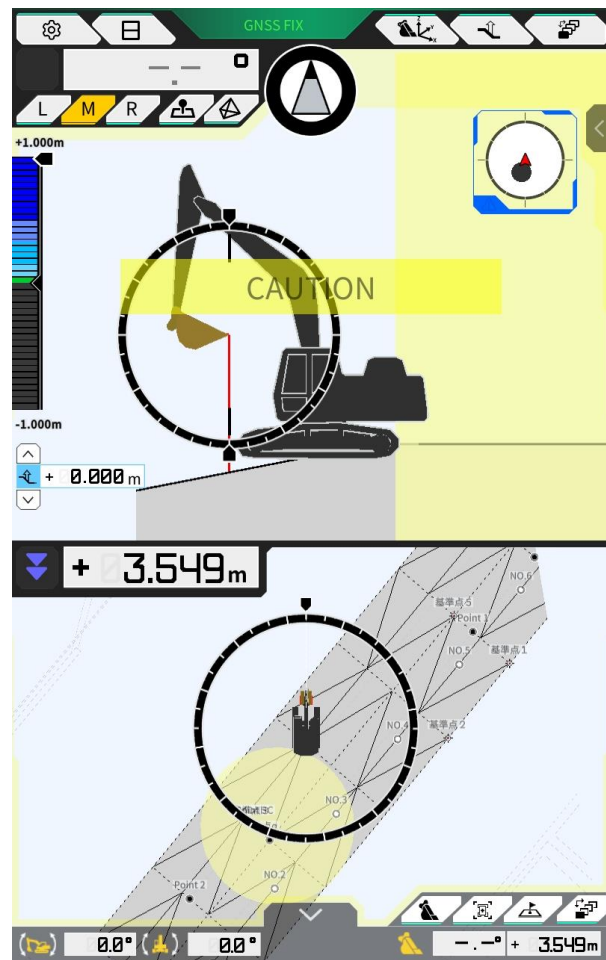 GNSS FIX
-- . -- °
L M R
+1.000m
CAUTION
-1.000m
+ 0.000 m
+ 3.549 m
NO.6
基準点5
Point 1
NO.5
基準点1
NO.4
基準点2
NO.3
NO.2
Point 2
0.0° 0.0° -.-° + 3.549m